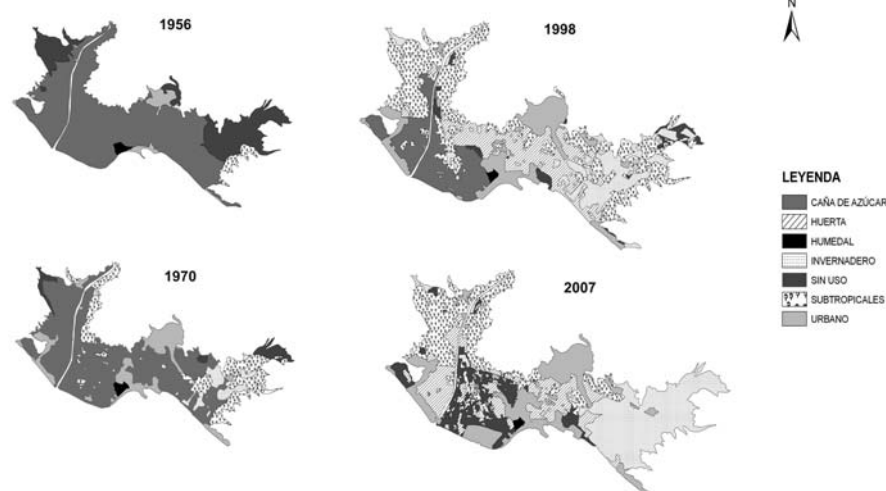 1956
1998
N
LEYENDA
CAÑA DE AZÚCAR
HUERTA
HUMEDAL
INVERNADERO
SIN USO
SUBTROPICALES
URBANO
1970
2007